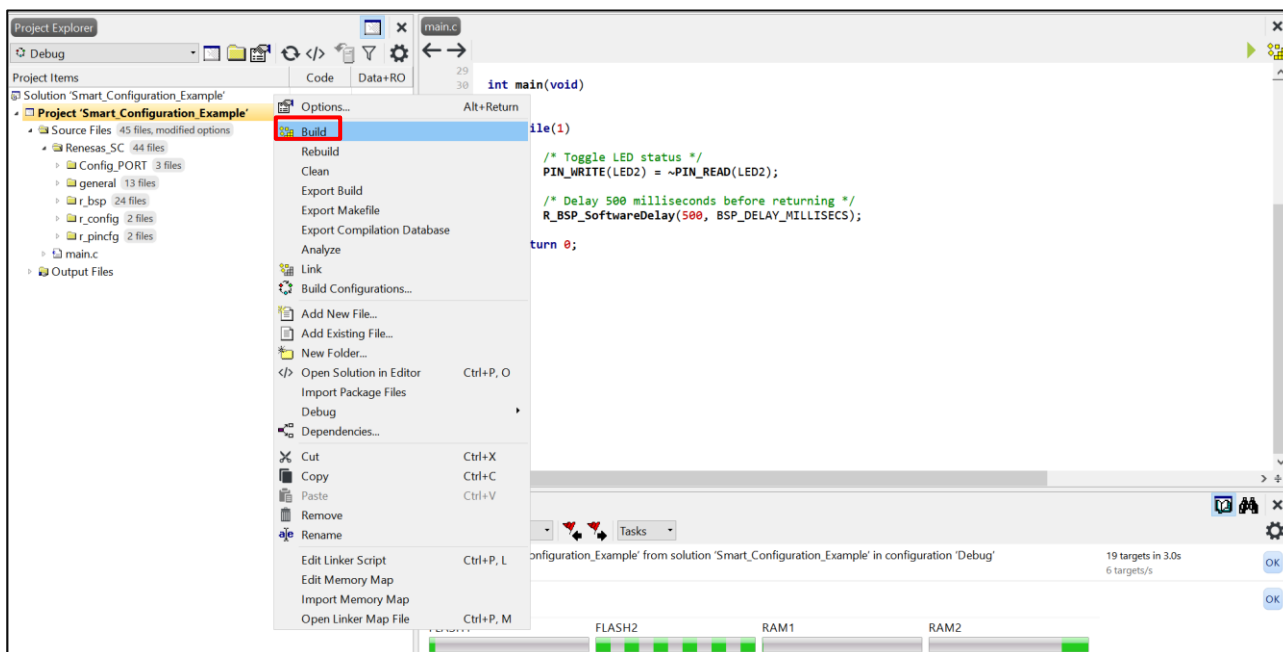 Project Explorer
Debug
Project Items Code Data+RO
Solution 'Smart_Configuration_Example'
Project 'Smart_Configuration_Example'
Source Files 45 files, modified options
Renesas_SC 44 files
Config_PORT 3 files
general 13 files
r_bsp 24 files
r_config 2 files
r_pincfg 2 files
main.c
Output Files
Options... Alt+Return
Build
Rebuild
Clean
Export Build
Export Makefile
Export Compilation Database
Analyze
Link
Build Configurations...
Add New File...
Add Existing File...
New Folder...
Open Solution in Editor Ctrl+P, O
Import Package Files
Debug
Dependencies...
Cut Ctrl+X
Copy Ctrl+C
Paste Ctrl+V
Remove
Rename
Edit Linker Script Ctrl+P, L
Edit Memory Map
Import Memory Map
Open Linker Map File Ctrl+P, M
main.c
29
30 int main(void)
ile(1)
/* Toggle LED status */
PIN_WRITE(LED2) = ~PIN_READ(LED2);
/* Delay 500 milliseconds before returning */
R_BSP_SoftwareDelay(500, BSP_DELAY_MILLISECS);
turn 0;
Tasks
onfiguration_Example' from solution 'Smart_Configuration_Example' in configuration 'Debug' 19 targets in 3.0s OK
6 targets/s
OK
FLASH2 RAM1 RAM2